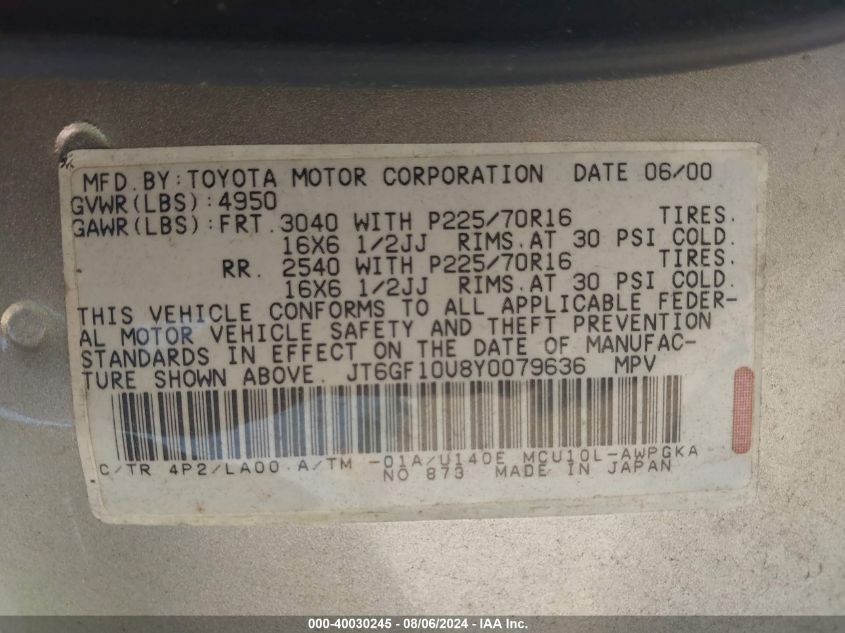 MFD. BY: TOYOTA MOTOR CORPORATION DATE 06/00
GVWR(LBS): 4950
GAWR(LBS): FRT. 3040 WITH P225/70R16 TIRES.
16X6 1/2JJ RIMS. AT 30 PSI COLD.
RR. 2540 WITH P225/70R16 TIRES.
16X6 1/2JJ RIMS. AT 30 PSI COLD.
THIS VEHICLE CONFORMS TO ALL APPLICABLE FEDER-
AL MOTOR VEHICLE SAFETY AND THEFT PREVENTION
STANDARDS IN EFFECT ON THE DATE OF MANUFAC-
TURE SHOWN ABOVE. JT6GF10U8Y0079636 MPV
C/TR 4P2/LA00 A/TM -01A/U140E MCU10L-AWPGKA
NO 873 MADE IN JAPAN
000-40030245 - 08/06/2024 - IAA Inc.